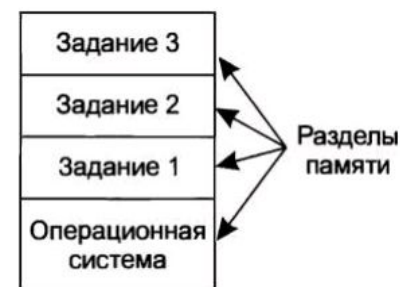 Задание 3
Задание 2
Задание 1
Операционная
система
Разделы
памяти